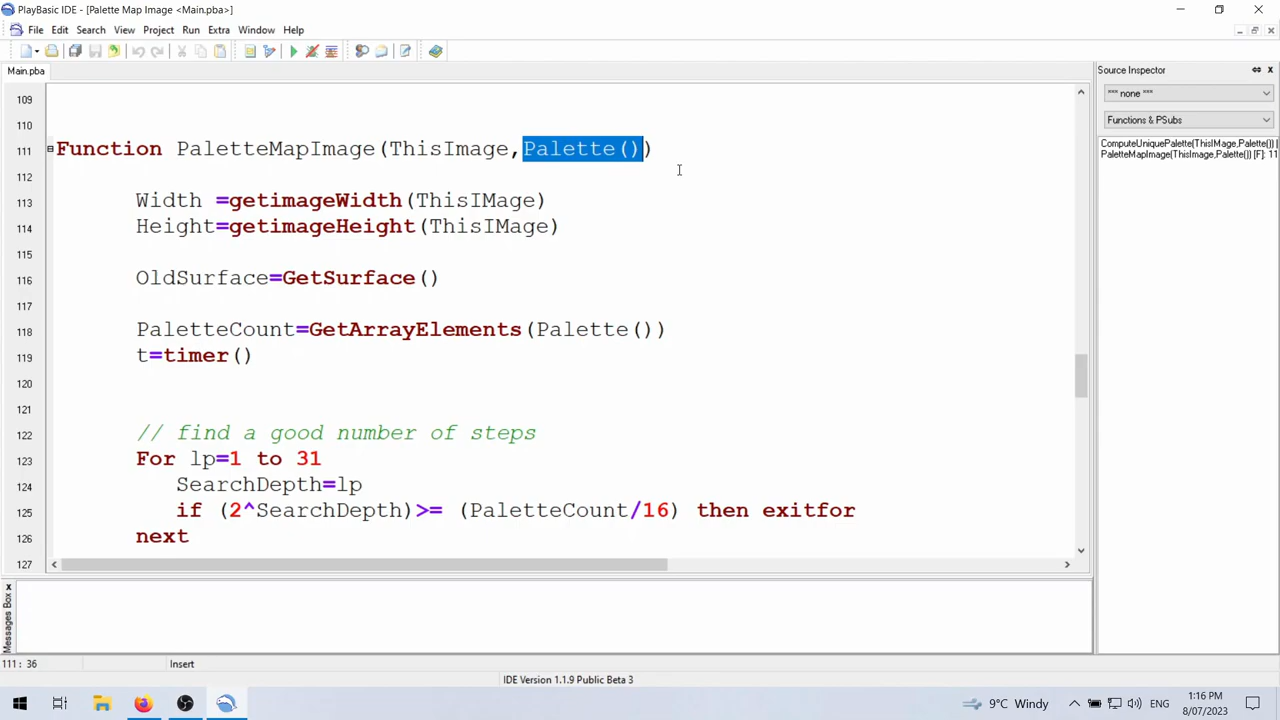 PlayBasic IDE - [Palette Map Image <Main.pba>]
File Edit Search View Project Run Extra Window Help
Main.pba
109
110
111 Function PaletteMapImage(ThisImage,Palette())
112
113 Width =getimageWidth(ThisIMage)
114 Height=getimageHeight(ThisIMage)
115
116 OldSurface=GetSurface()
117
118 PaletteCount=GetArrayElements(Palette())
119 t=timer()
120
121
122 // find a good number of steps
123 For lp=1 to 31
124 SearchDepth=lp
125 if (2^SearchDepth)>= (PaletteCount/16) then exitfor
126 next
127
Source Inspector
*** none ***
Functions & PSubs
ComputeUniquePalette(ThisIMage,Palette()) [
PaletteMapImage(ThisImage,Palette()) [F]: 11
Messages Box
111 : 36 Insert
IDE Version 1.1.9 Public Beta 3
9°C Windy ENG 1:16 PM
8/07/2023